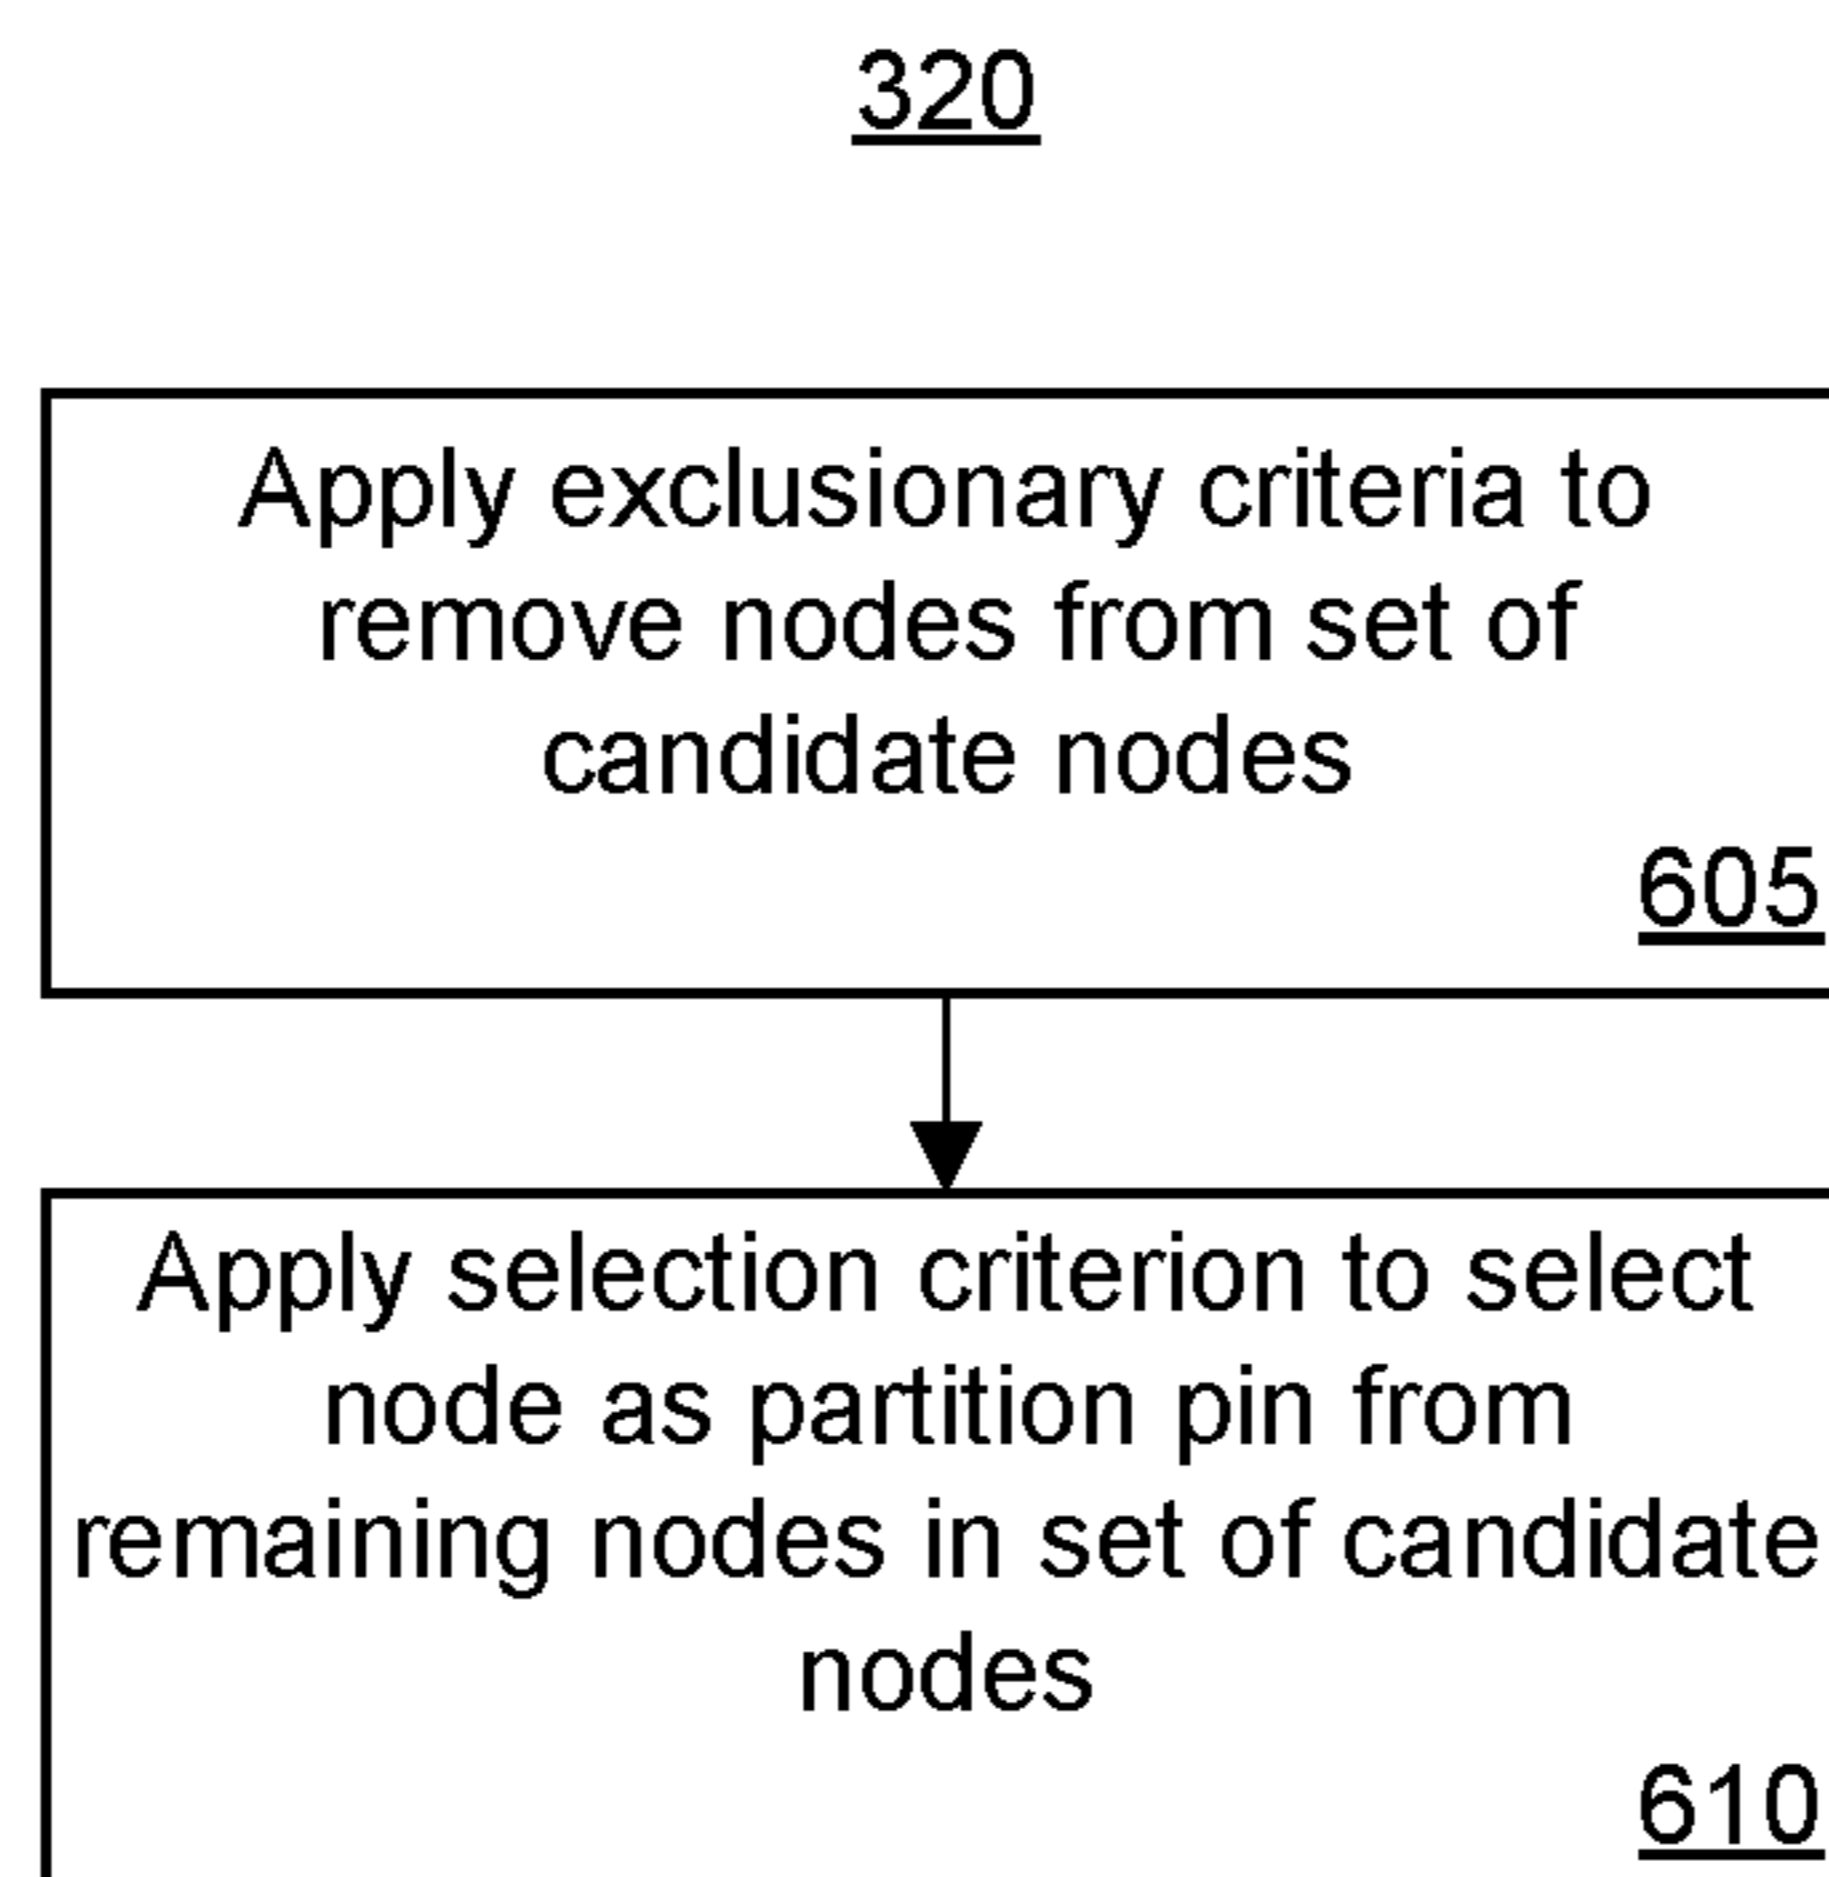 320
Apply exclusionary criteria to
remove nodes from set of
candidate nodes
605
Apply selection criterion to select
node as partition pin from
remaining nodes in set of candidate
nodes
610